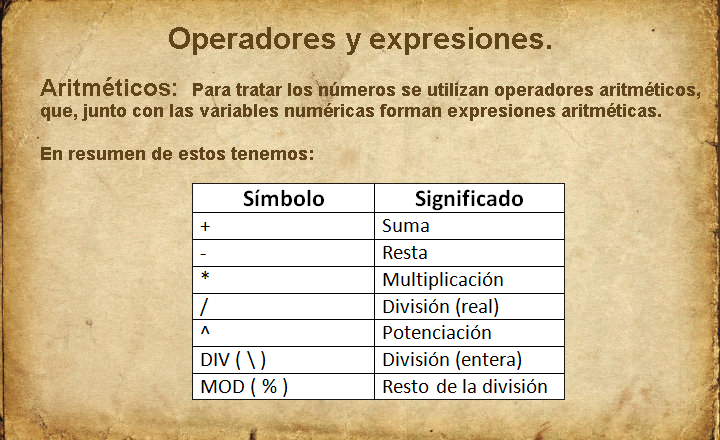 Operadores y expresiones.
Aritméticos: Para tratar los números se utilizan operadores aritméticos,
que, junto con las variables numéricas forman expresiones aritméticas.
En resumen de estos tenemos:
Símbolo Significado
+ Suma
- Resta
* Multiplicación
/ División (real)
^ Potenciación
DIV ( \ ) División (entera)
MOD ( % ) Resto de la división